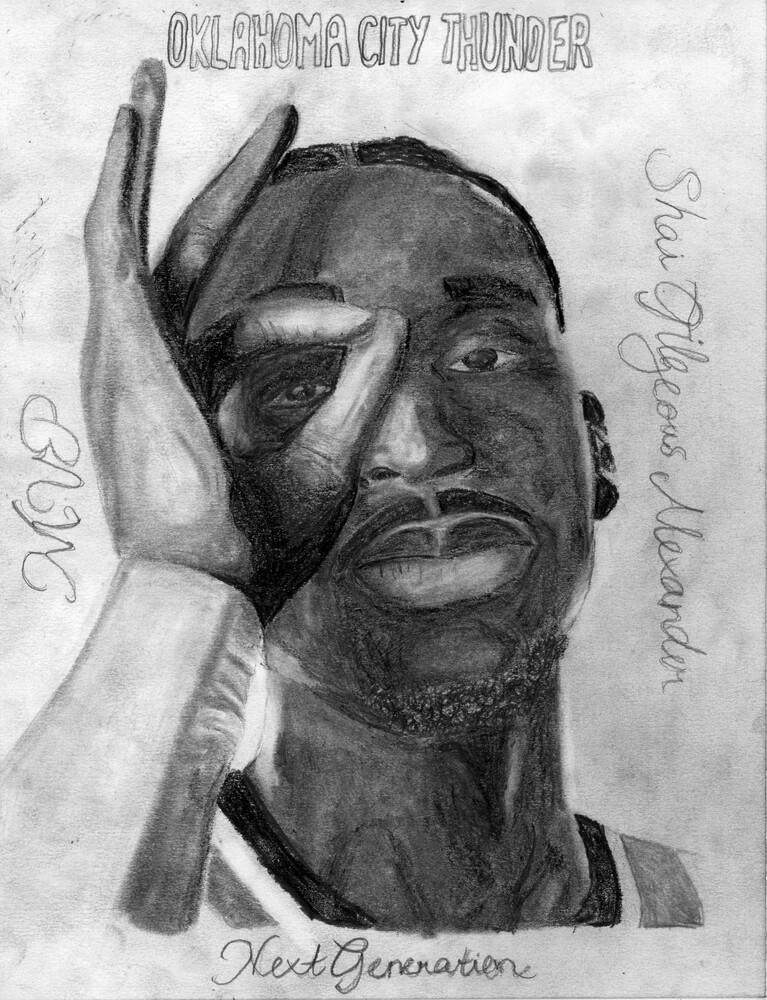 OKLAHOMA CITY THUNDER
Shai Gilgeous Alexander
Next Generation